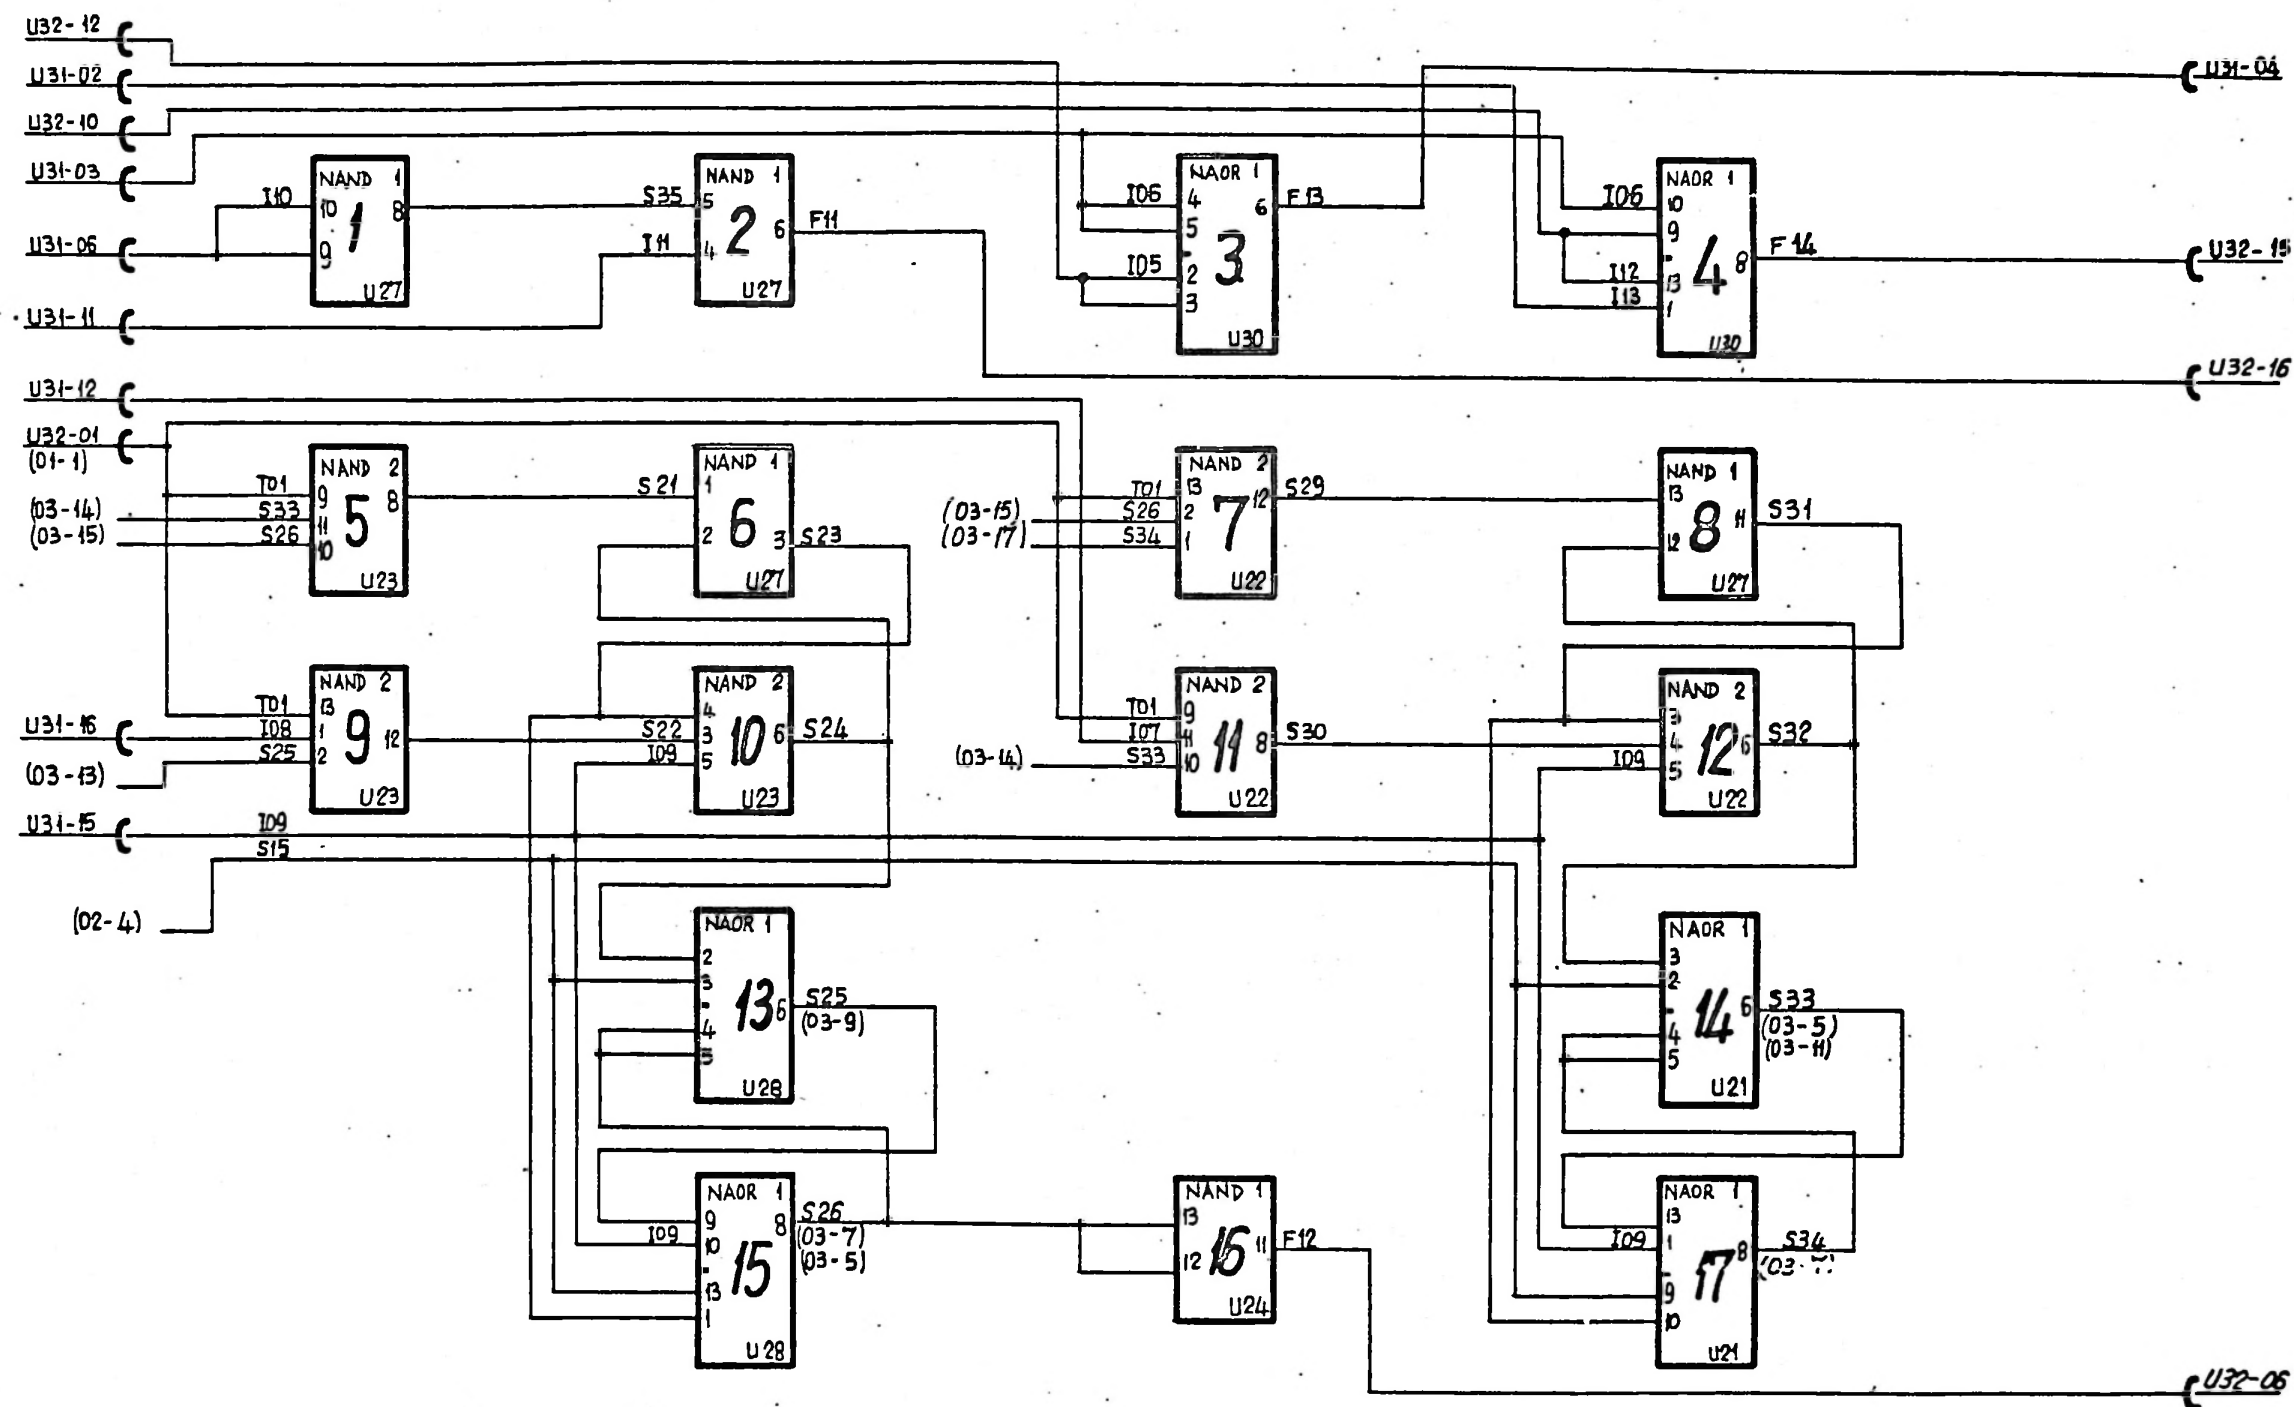 U32-12
U31-02
U32-10
U31-03
U31-06
U31-11
I10
10
9
NAND 1
1
8
U27
S35
I11
5
4
NAND 1
2
6
U27
F11
I06
I05
4
5
-
2
3
NAOR 1
3
6
U30
F13
I06
I12
I13
10
9
-
13
1
NAOR 1
4
8
U30
F14
U31-04
U32-15
U32-16
U31-12
U32-01
(01-1)
(03-14)
(03-15)
T01
S33
S26
9
11
10
NAND 2
5
8
U23
S21
1
2
NAND 1
6
3
U27
S23
(03-15)
(03-17)
T01
S26
S34
13
2
1
NAND 2
7
12
U22
S29
13
12
NAND 1
8
11
U27
S31
U31-16
(03-13)
T01
I08
S25
13
1
2
NAND 2
9
12
U23
S22
I09
4
3
5
NAND 2
10
6
U23
S24
(03-14)
T01
I07
S33
9
11
10
NAND 2
11
8
U22
S30
I09
3
4
5
NAND 2
12
6
U22
S32
U31-15
I09
S15
(02-4)
NAOR 1
2
3
-
4
5
13
6
U28
S25
(03-9)
NAOR 1
3
2
-
4
5
14
6
U21
S33
(03-5)
(03-11)
I09
NAOR 1
9
10
-
13
1
15
8
U28
S26
(03-7)
(03-5)
NAND 1
13
12
16
11
U24
F12
I09
NAOR 1
13
1
-
9
10
17
8
U21
S34
U32-06